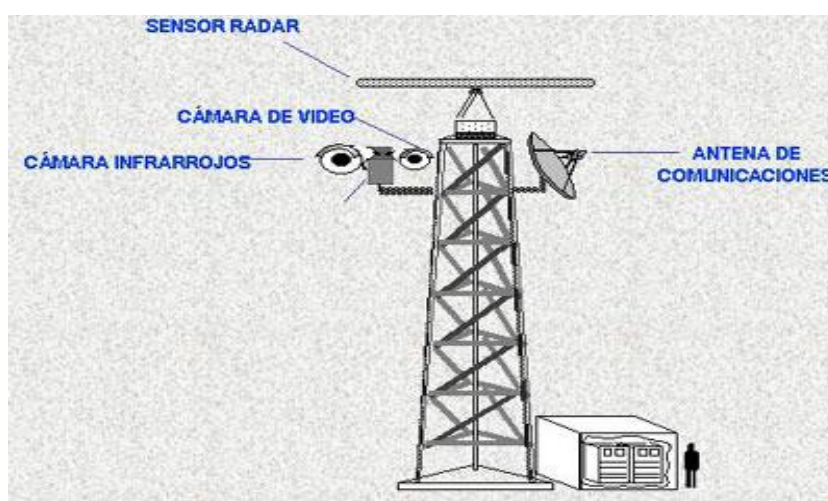 SENSOR RADAR
CÁMARA DE VIDEO
CÁMARA INFRARROJOS
ANTENA DE
COMUNICACIONES